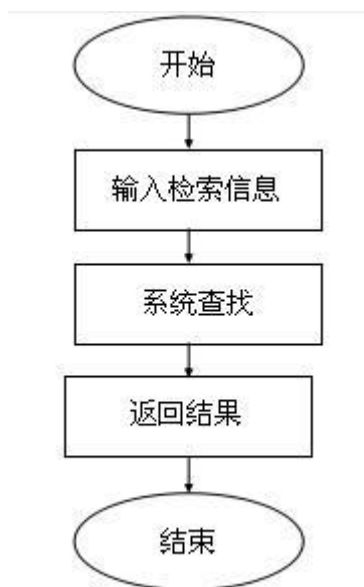 开始
输入检索信息
系统查找
返回结果
结束